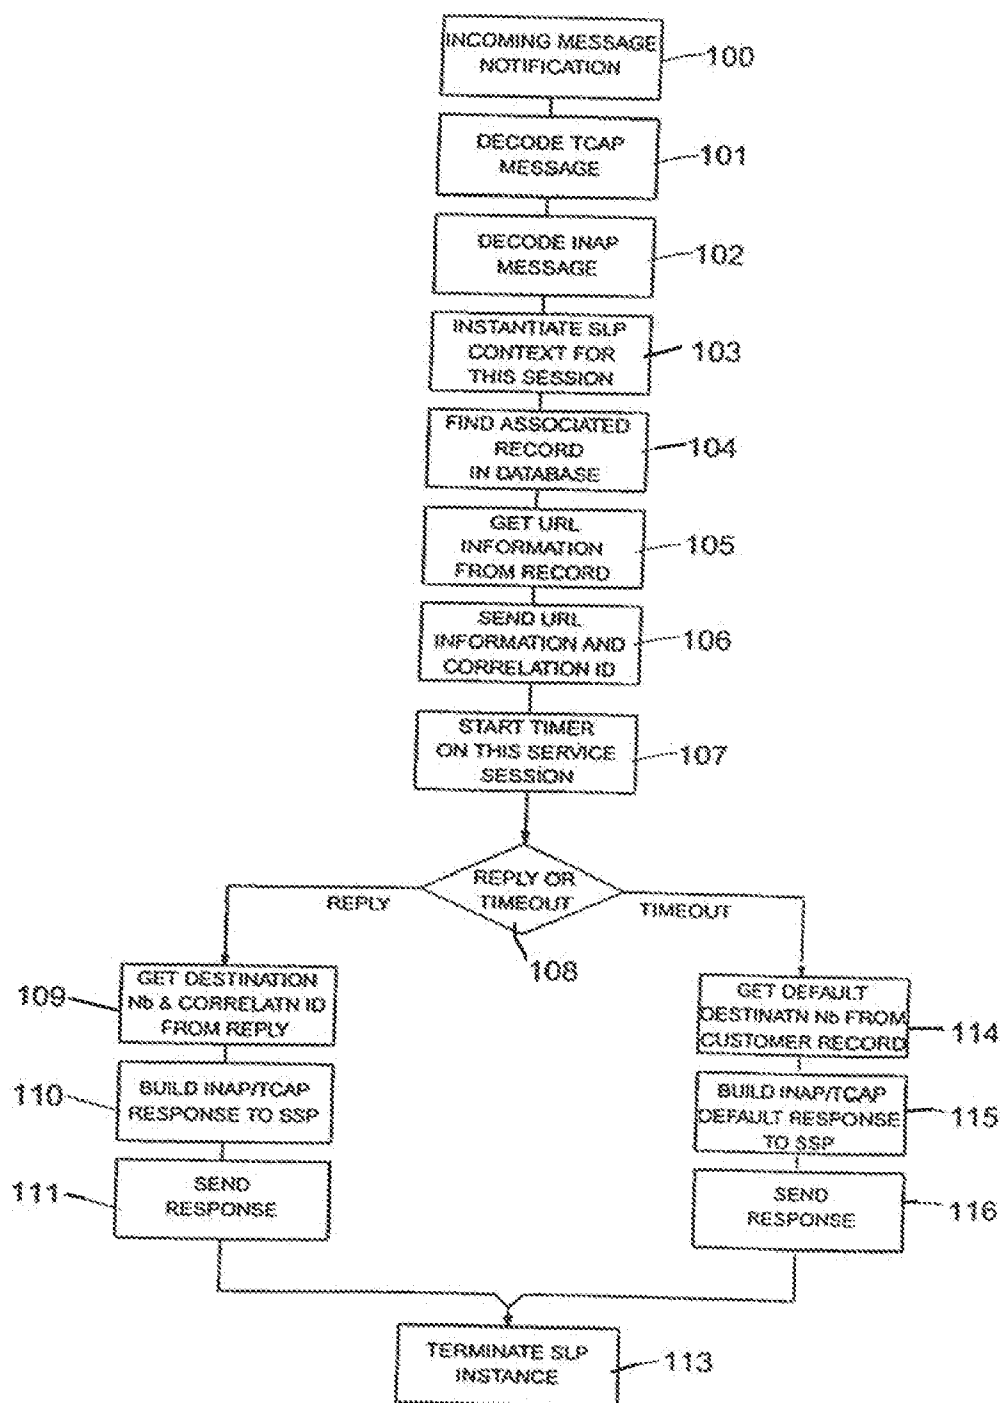 INCOMING MESSAGE
NOTIFICATION
100
DECODE TCAP
MESSAGE
101
DECODE INAP
MESSAGE
102
INSTANTIATE SLP
CONTEXT FOR
THIS SESSION
103
FIND ASSOCIATED
RECORD
IN DATABASE
104
GET URL
INFORMATION
FROM RECORD
105
SEND URL
INFORMATION AND
CORRELATION ID
106
START TIMER
ON THIS SERVICE
SESSION
107
REPLY OR
TIMEOUT
108
REPLY
TIMEOUT
109
GET DESTINATION
Nb & CORRELATN ID
FROM REPLY
110
BUILD INAP/TCAP
RESPONSE TO SSP
111
SEND
RESPONSE
GET DEFAULT
DESTINATN Nb FROM
CUSTOMER RECORD
114
BUILD INAP/TCAP
DEFAULT RESPONSE
TO SSP
115
SEND
RESPONSE
116
TERMINATE SLP
INSTANCE
113